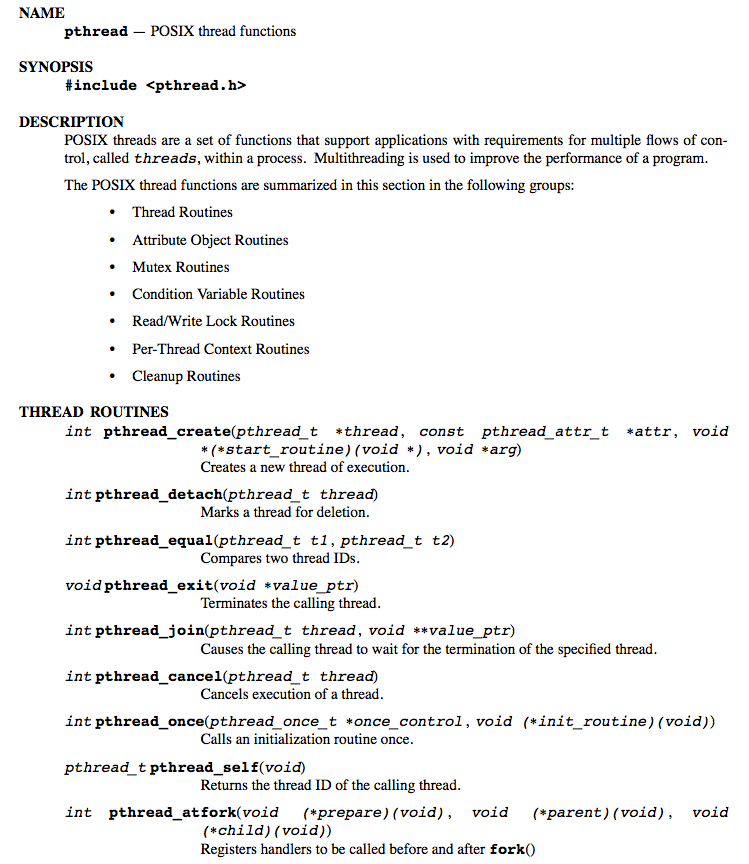 NAME
pthread — POSIX thread functions
SYNOPSIS
#include <pthread.h>
DESCRIPTION
POSIX threads are a set of functions that support applications with requirements for multiple flows of con-
trol, called threads, within a process. Multithreading is used to improve the performance of a program.
The POSIX thread functions are summarized in this section in the following groups:
• Thread Routines
• Attribute Object Routines
• Mutex Routines
• Condition Variable Routines
• Read/Write Lock Routines
• Per-Thread Context Routines
• Cleanup Routines
THREAD ROUTINES
int pthread_create(pthread_t *thread, const pthread_attr_t *attr, void
*(*start_routine)(void *), void *arg)
Creates a new thread of execution.
int pthread_detach(pthread_t thread)
Marks a thread for deletion.
int pthread_equal(pthread_t t1, pthread_t t2)
Compares two thread IDs.
void pthread_exit(void *value_ptr)
Terminates the calling thread.
int pthread_join(pthread_t thread, void **value_ptr)
Causes the calling thread to wait for the termination of the specified thread.
int pthread_cancel(pthread_t thread)
Cancels execution of a thread.
int pthread_once(pthread_once_t *once_control, void (*init_routine)(void))
Calls an initialization routine once.
pthread_t pthread_self(void)
Returns the thread ID of the calling thread.
int pthread_atfork(void (*prepare)(void), void (*parent)(void), void
(*child)(void))
Registers handlers to be called before and after fork()